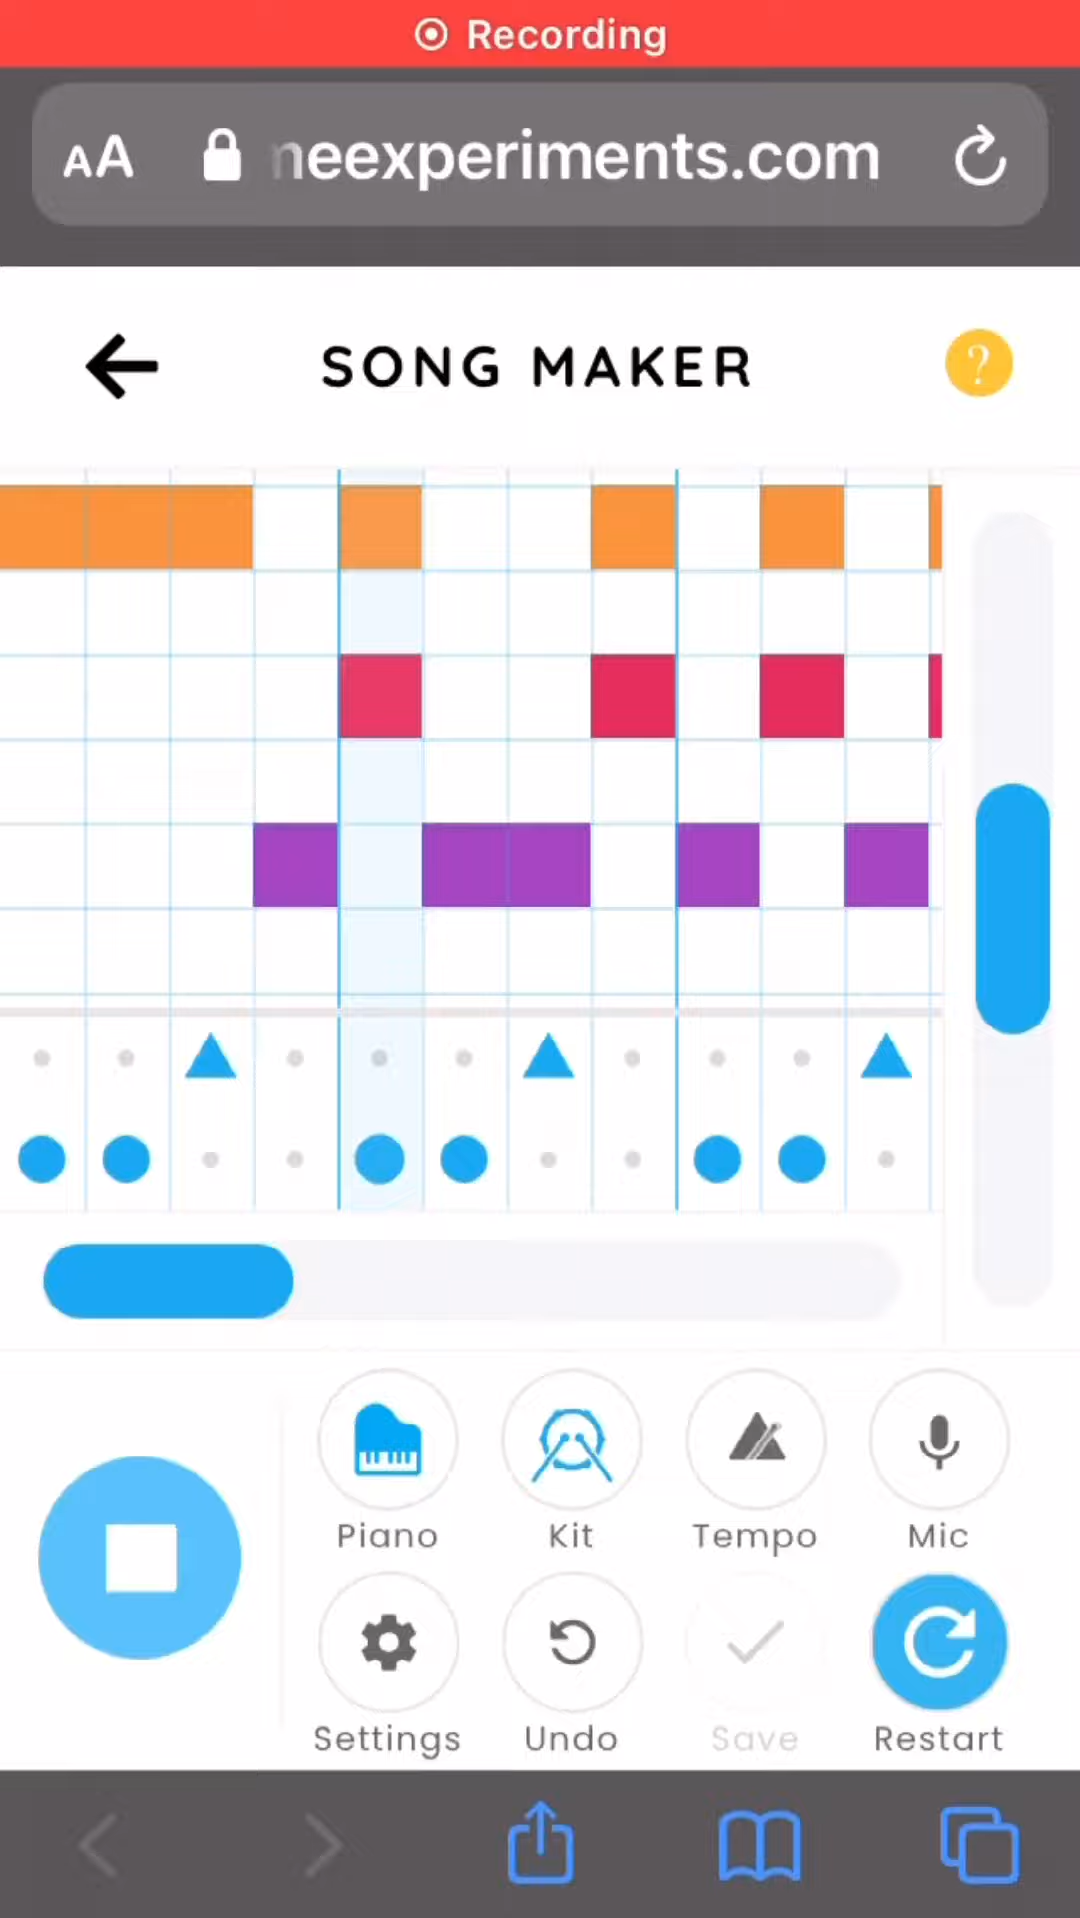 Recording
AA neexperiments.com
SONG MAKER ?
Piano Kit Tempo Mic
Settings Undo Save Restart